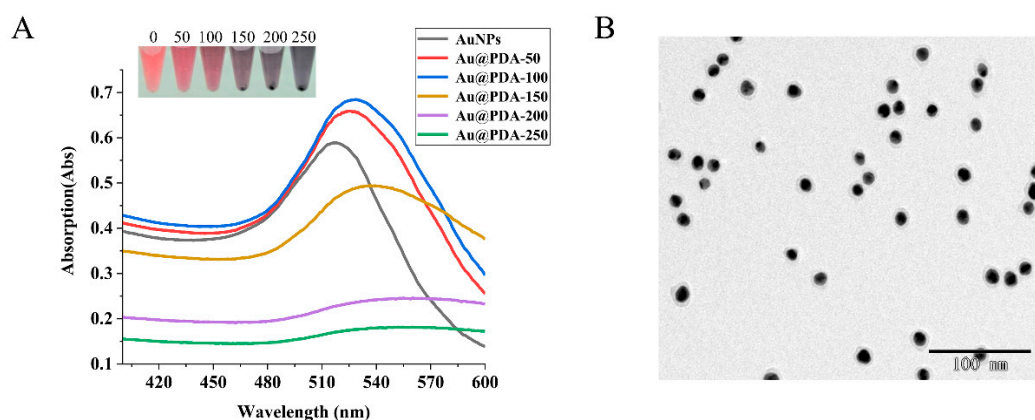 A
0 50 100 150 200 250
AuNPs
Au@PDA-50
Au@PDA-100
Au@PDA-150
Au@PDA-200
Au@PDA-250
Absorption(Abs)
0.7
0.6
0.5
0.4
0.3
0.2
0.1
420 450 480 510 540 570 600
Wavelength (nm)
B
100 nm